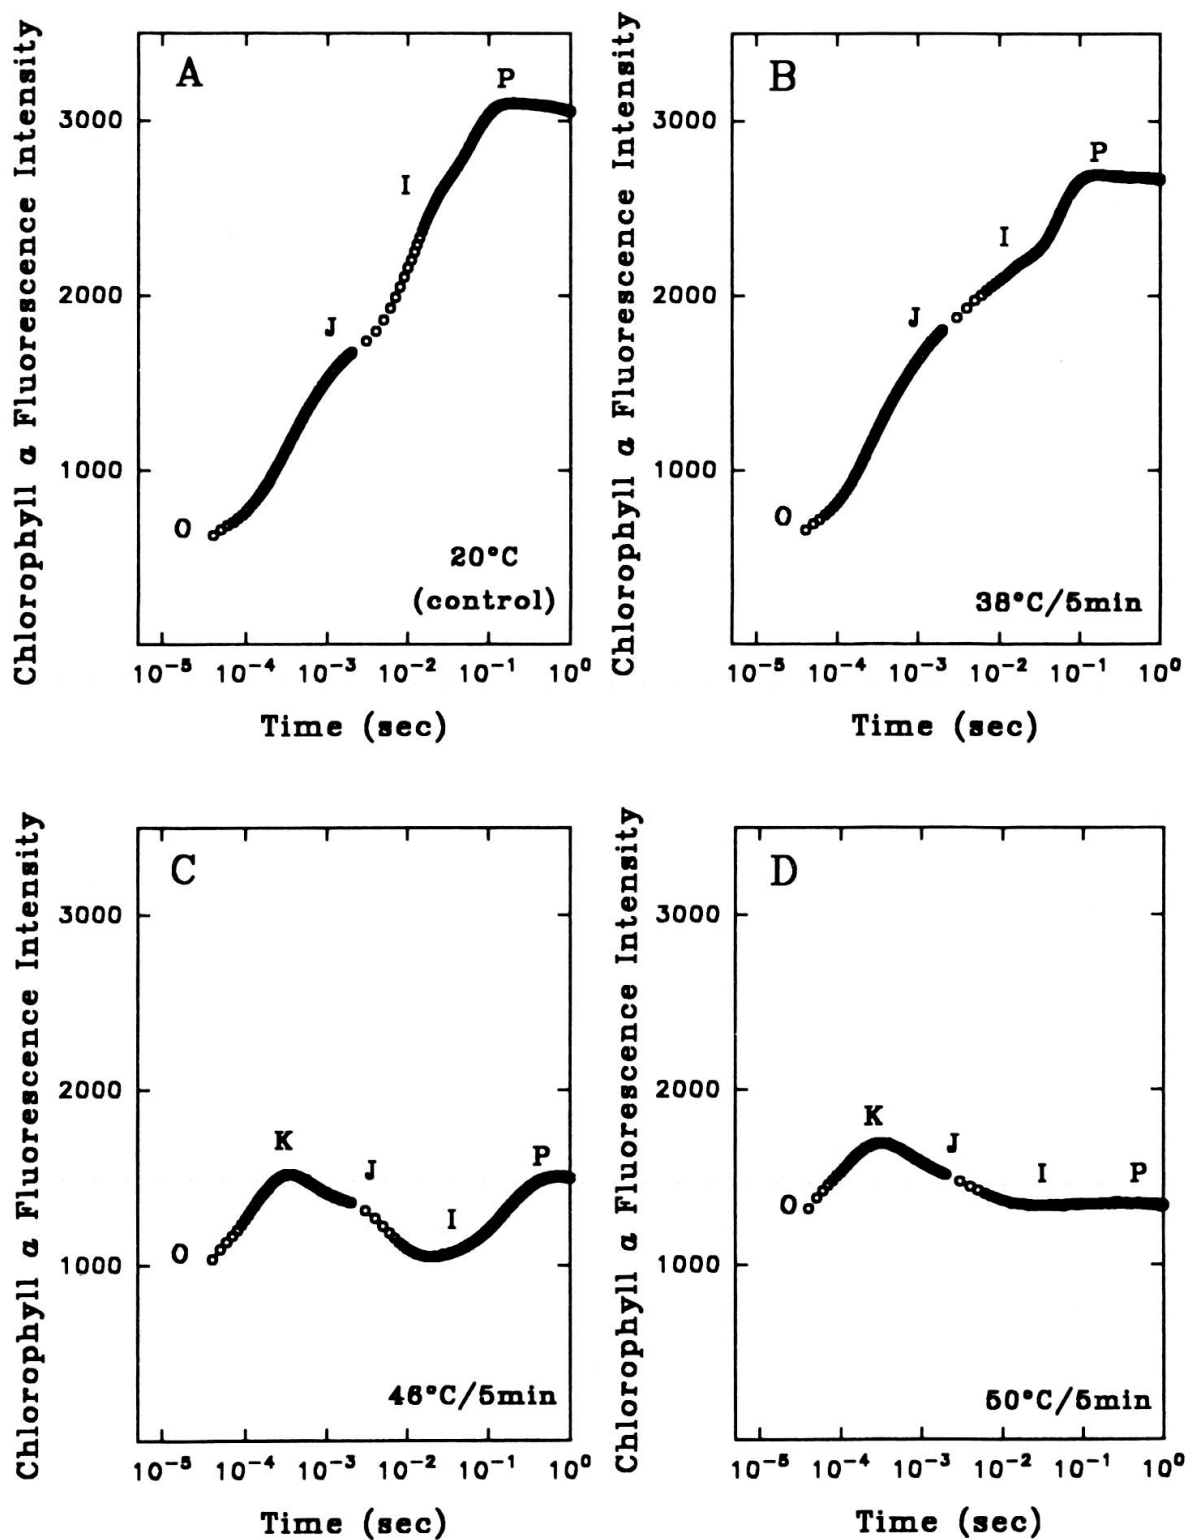 Chlorophyll a Fluorescence Intensity
A
P
I
J
O
3000
2000
1000
20°C
(control)
10⁻⁵ 10⁻⁴ 10⁻³ 10⁻² 10⁻¹ 10⁰
Time (sec)
Chlorophyll a Fluorescence Intensity
B
P
I
J
O
3000
2000
1000
38°C/5min
10⁻⁵ 10⁻⁴ 10⁻³ 10⁻² 10⁻¹ 10⁰
Time (sec)
Chlorophyll a Fluorescence Intensity
C
K
J
I
P
O
3000
2000
1000
46°C/5min
10⁻⁵ 10⁻⁴ 10⁻³ 10⁻² 10⁻¹ 10⁰
Time (sec)
Chlorophyll a Fluorescence Intensity
D
K
J
I
P
O
3000
2000
1000
50°C/5min
10⁻⁵ 10⁻⁴ 10⁻³ 10⁻² 10⁻¹ 10⁰
Time (sec)